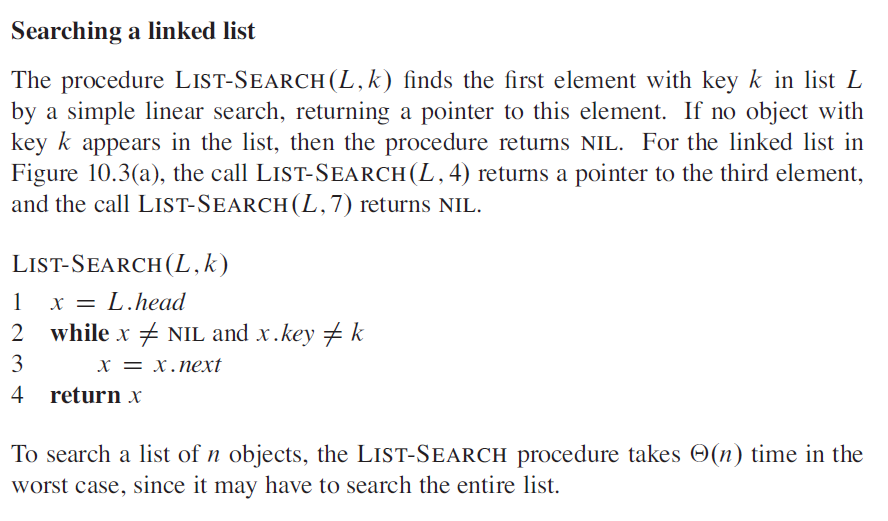 Searching a linked list
The procedure LIST-SEARCH(L, k) finds the first element with key k in list L
by a simple linear search, returning a pointer to this element. If no object with
key k appears in the list, then the procedure returns NIL. For the linked list in
Figure 10.3(a), the call LIST-SEARCH(L, 4) returns a pointer to the third element,
and the call LIST-SEARCH(L, 7) returns NIL.
LIST-SEARCH(L, k)
1 x = L.head
2 while x ≠ NIL and x.key ≠ k
3 x = x.next
4 return x
To search a list of n objects, the LIST-SEARCH procedure takes Θ(n) time in the
worst case, since it may have to search the entire list.